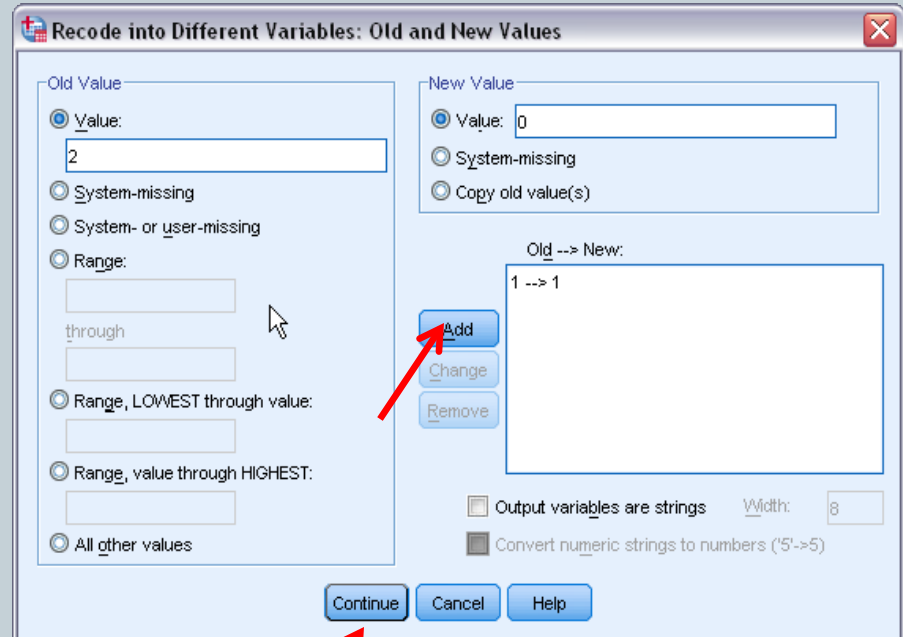 Recode into Different Variables: Old and New Values
Old Value
Value:
2
System-missing
System- or user-missing
Range:
through
Range, LOWEST through value:
Range, value through HIGHEST:
All other values
New Value
Value: 0
System-missing
Copy old value(s)
Old --> New:
1 --> 1
Add
Change
Remove
Output variables are strings Width: 8
Convert numeric strings to numbers ('5'->5)
Continue Cancel Help